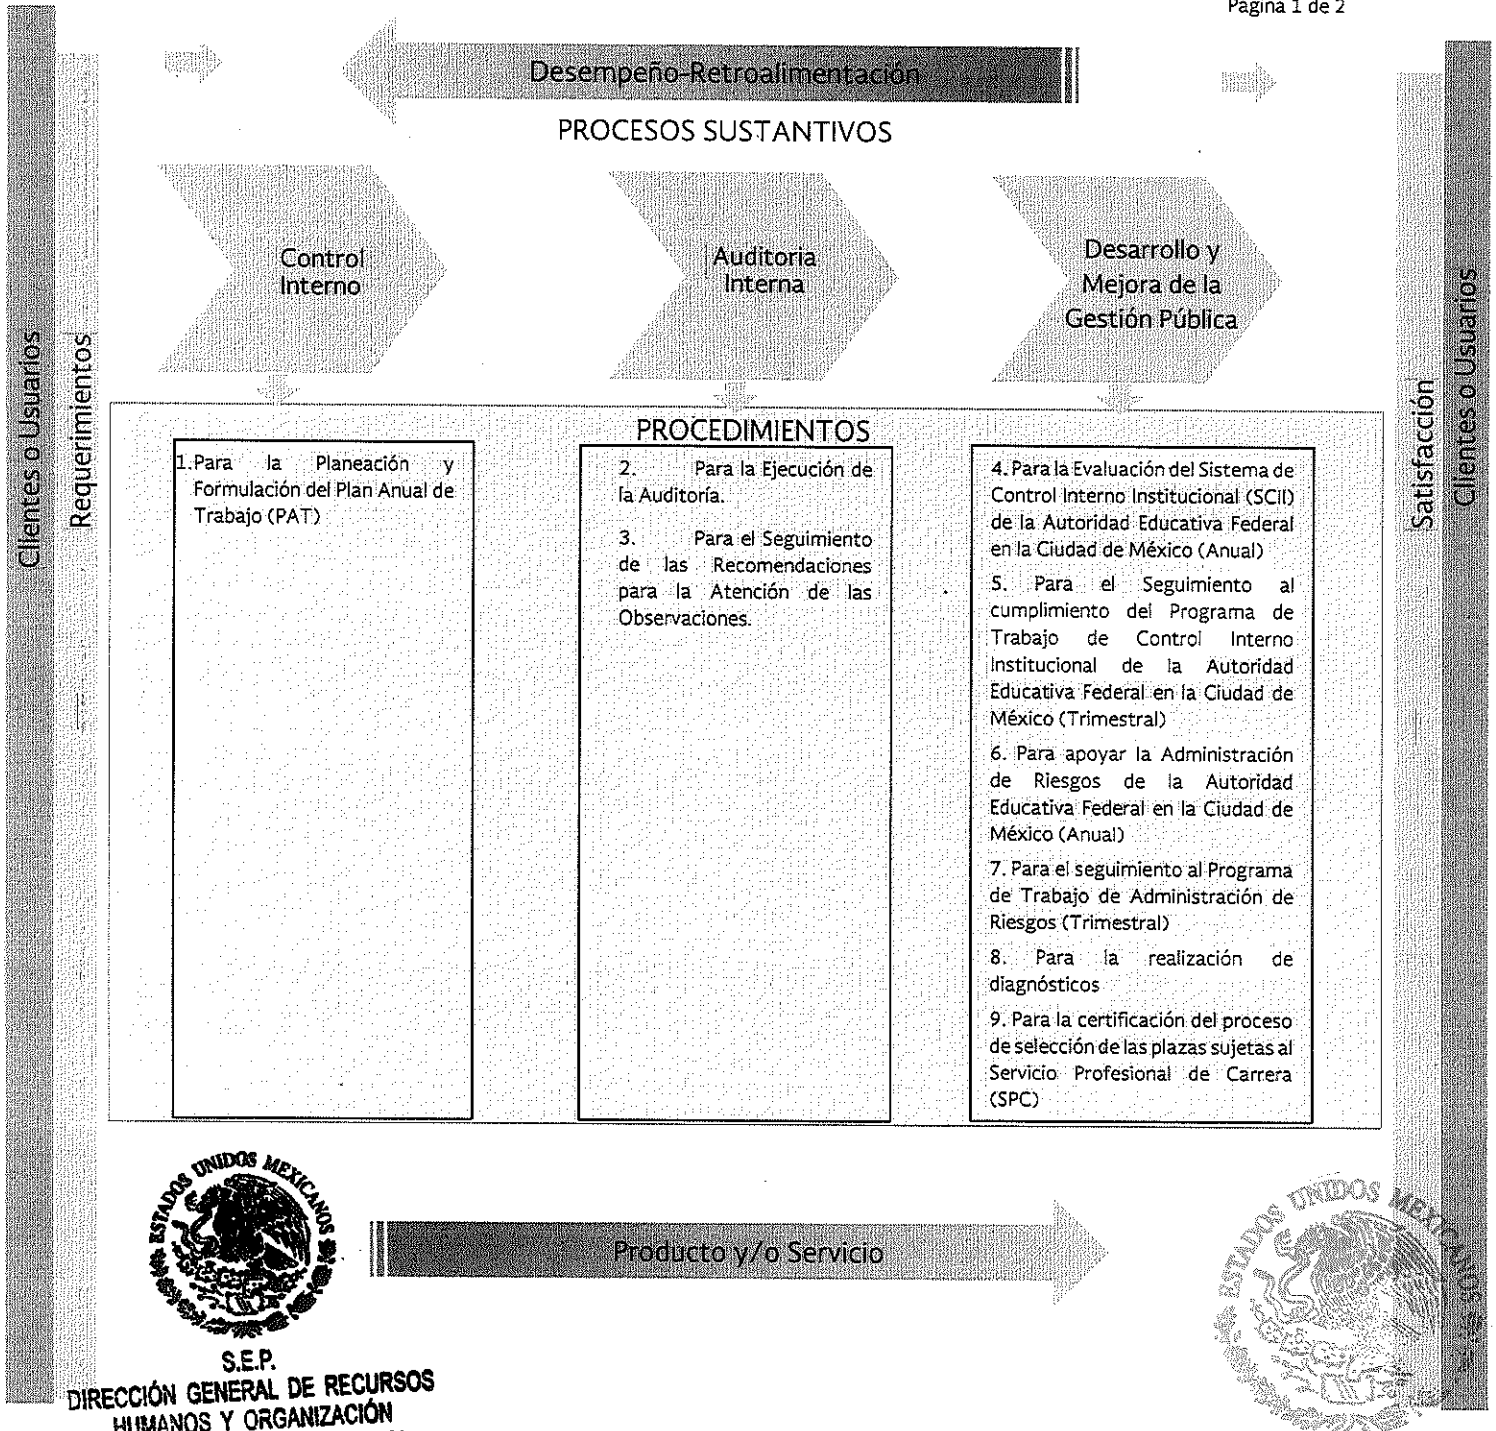 Página 1 de 2
Desempeño-Retroalimentación
PROCESOS SUSTANTIVOS
Control
Interno
Auditoria
Interna
Desarrollo y
Mejora de la
Gestión Pública
Clientes o Usuarios
Requerimientos
Satisfacción
Clientes o Usuarios
PROCEDIMIENTOS
1.Para la Planeación y
Formulación del Plan Anual de
Trabajo (PAT)
2. Para la Ejecución de
la Auditoría.
3. Para el Seguimiento
de las Recomendaciones
para la Atención de las
Observaciones.
4. Para la Evaluación del Sistema de
Control Interno Institucional (SCII)
de la Autoridad Educativa Federal
en la Ciudad de México (Anual)
5. Para el Seguimiento al
cumplimiento del Programa de
Trabajo de Control Interno
Institucional de la Autoridad
Educativa Federal en la Ciudad de
México (Trimestral)
6. Para apoyar la Administración
de Riesgos de la Autoridad
Educativa Federal en la Ciudad de
México (Anual)
7. Para el seguimiento al Programa
de Trabajo de Administración de
Riesgos (Trimestral)
8. Para la realización de
diagnósticos
9. Para la certificación del proceso
de selección de las plazas sujetas al
Servicio Profesional de Carrera
(SPC)
ESTADOS UNIDOS MEXICANOS
Producto y/o Servicio
ESTADOS UNIDOS MEXICANOS
S.E.P.
DIRECCIÓN GENERAL DE RECURSOS
HUMANOS Y ORGANIZACIÓN